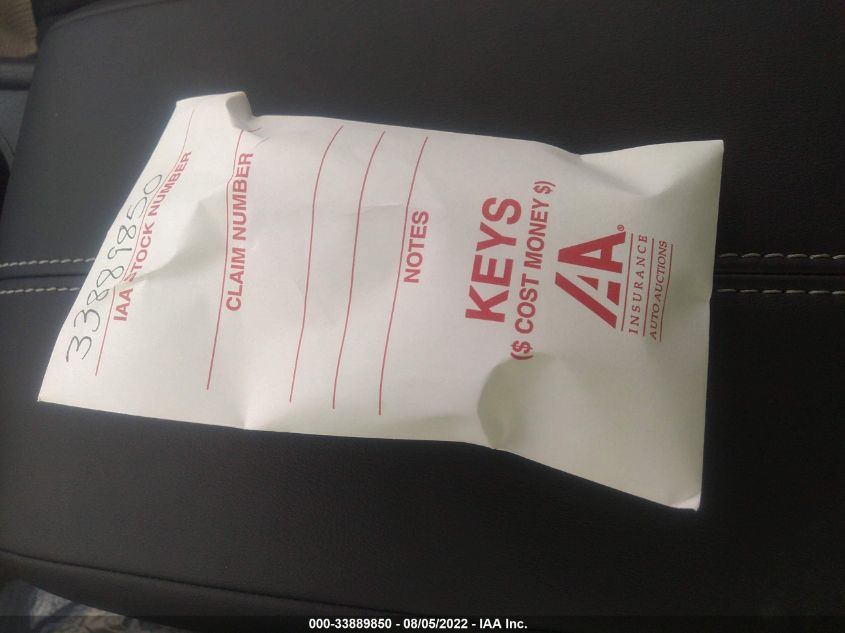 33889850
IAA STOCK NUMBER
CLAIM NUMBER
NOTES
KEYS
($ COST MONEY $)
IAA®
INSURANCE
AUTO AUCTIONS
000-33889850 - 08/05/2022 - IAA Inc.